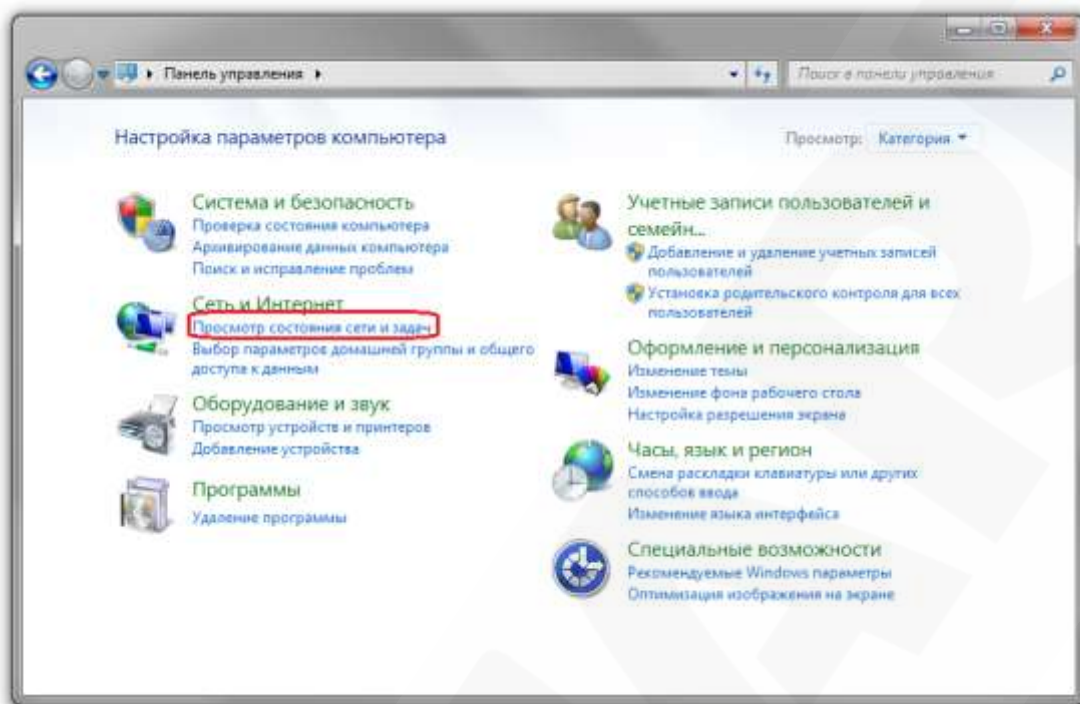 Панель управления
Поиск в панели управления
Настройка параметров компьютера
Просмотр: Категория
Система и безопасность
Проверка состояния компьютера
Архивирование данных компьютера
Поиск и исправление проблем
Сеть и Интернет
Просмотр состояния сети и задач
Выбор параметров домашней группы и общего
доступа к данным
Оборудование и звук
Просмотр устройств и принтеров
Добавление устройства
Программы
Удаление программы
Учетные записи пользователей и
семейн...
Добавление и удаление учетных записей
пользователей
Установка родительского контроля для всех
пользователей
Оформление и персонализация
Изменение темы
Изменение фона рабочего стола
Настройка разрешения экрана
Часы, язык и регион
Смена раскладки клавиатуры или других
способов ввода
Изменение языка интерфейса
Специальные возможности
Рекомендуемые Windows параметры
Оптимизация изображения на экране